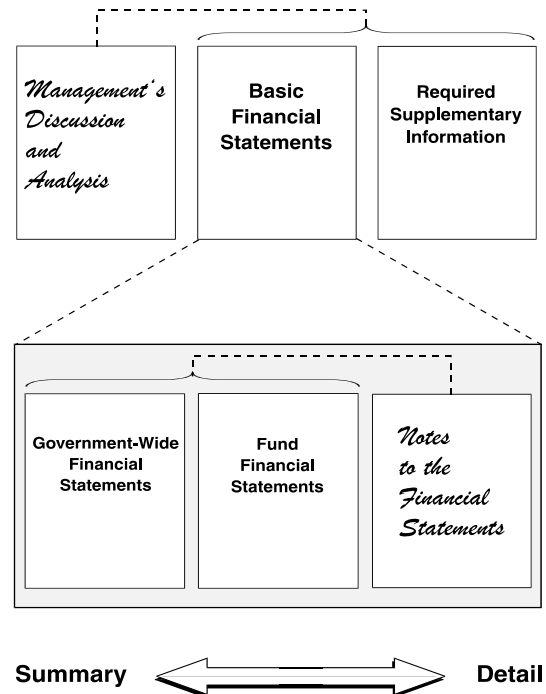 Management's
Discussion
and
Analysis
Basic
Financial
Statements
Required
Supplementary
Information
Government-Wide
Financial
Statements
Fund
Financial
Statements
Notes
to the
Financial
Statements
Summary
Detail